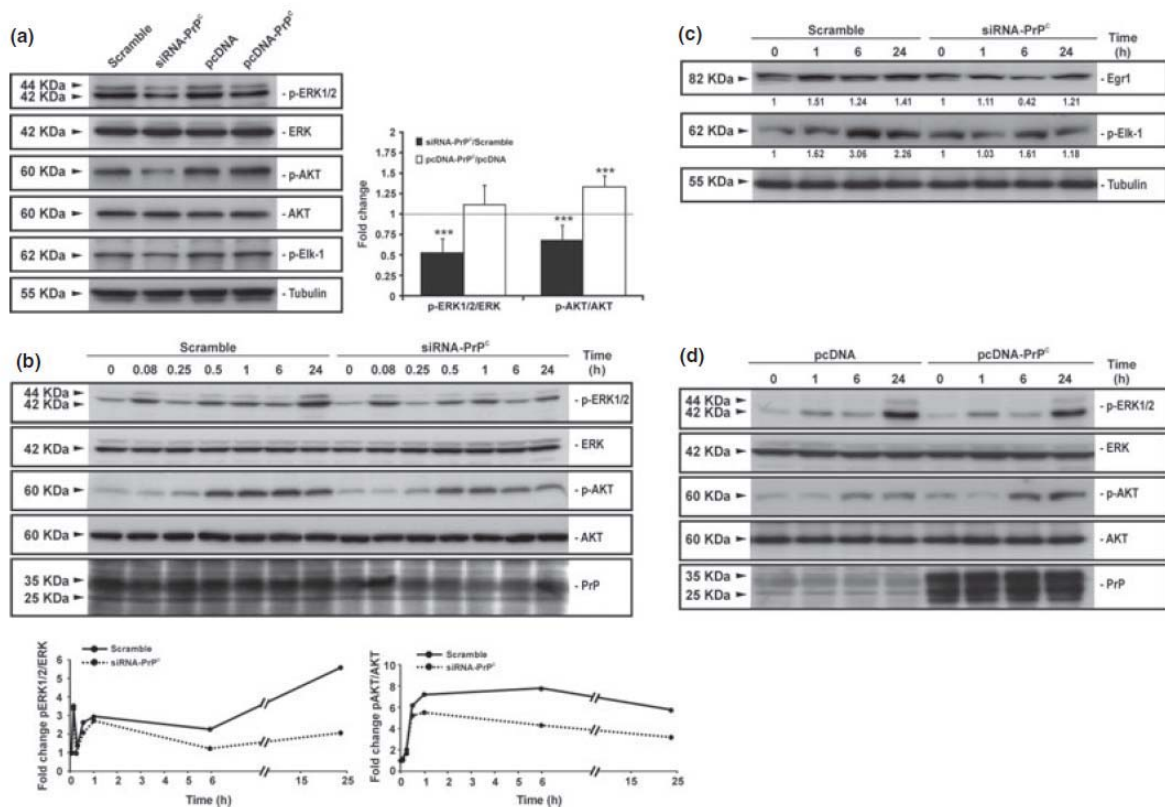 (a)
Scramble siRNA-PrPᶜ pcDNA pcDNA-PrPᶜ
44 KDa ►
42 KDa ► - p-ERK1/2
42 KDa ► - ERK
60 KDa ► - p-AKT
60 KDa ► - AKT
62 KDa ► - p-Elk-1
55 KDa ► - Tubulin
Fold change
2
1.75
1.5
1.25
1
0.75
0.5
0.25
0
siRNA-PrPᶜ/Scramble
pcDNA-PrPᶜ/pcDNA
*** *** ***
p-ERK1/2/ERK p-AKT/AKT
(b)
Scramble siRNA-PrPᶜ Time
0 0.08 0.25 0.5 1 6 24 0 0.08 0.25 0.5 1 6 24 (h)
44 KDa ►
42 KDa ► - p-ERK1/2
42 KDa ► - ERK
60 KDa ► - p-AKT
60 KDa ► - AKT
35 KDa ► - PrP
25 KDa ►
Fold change pERK1/2/ERK
6
5
4
3
2
1
0
Scramble
siRNA-PrPᶜ
0 1 6 15 25
Time (h)
Fold change pAKT/AKT
10
8
6
4
2
0
Scramble
siRNA-PrPᶜ
0 1 6 15 25
Time (h)
(c)
Scramble siRNA-PrPᶜ Time
0 1 6 24 0 1 6 24 (h)
82 KDa ► - Egr1
1 1.51 1.24 1.41 1 1.11 0.42 1.21
62 KDa ► - p-Elk-1
1 1.62 3.06 2.26 1 1.03 1.61 1.18
55 KDa ► - Tubulin
(d)
pcDNA pcDNA-PrPᶜ Time
0 1 6 24 0 1 6 24 (h)
44 KDa ►
42 KDa ► - p-ERK1/2
42 KDa ► - ERK
60 KDa ► - p-AKT
60 KDa ► - AKT
35 KDa ► - PrP
25 KDa ►